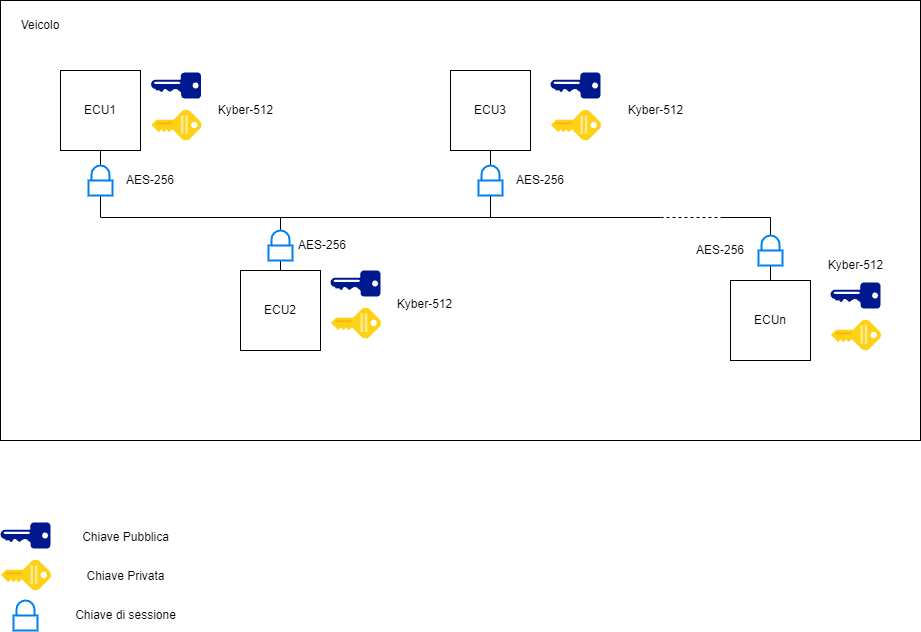 Veicolo
ECU1
Kyber-512
ECU3
Kyber-512
AES-256
AES-256
AES-256
AES-256
Kyber-512
ECU2
Kyber-512
ECUn
Chiave Pubblica
Chiave Privata
Chiave di sessione